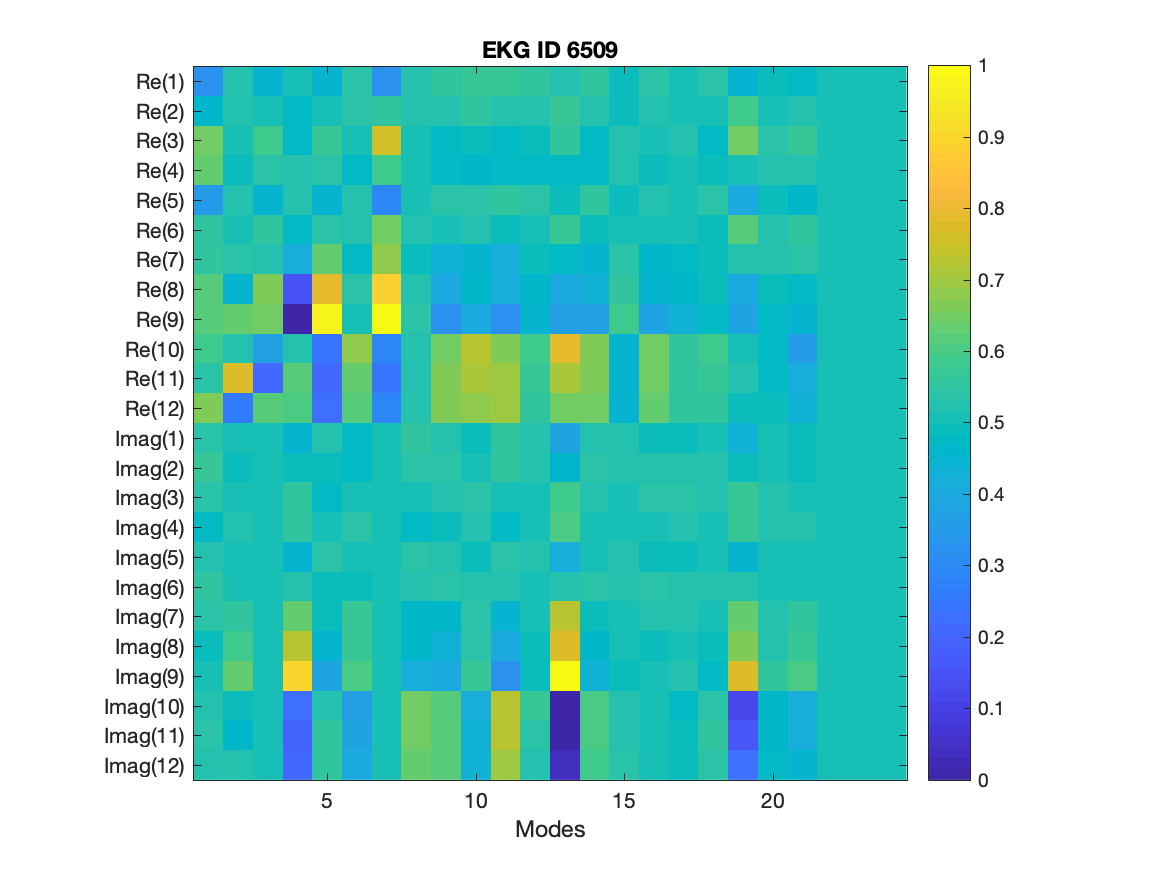 EKG ID 6509
Re(1)
Re(2)
Re(3)
Re(4)
Re(5)
Re(6)
Re(7)
Re(8)
Re(9)
Re(10)
Re(11)
Re(12)
Imag(1)
Imag(2)
Imag(3)
Imag(4)
Imag(5)
Imag(6)
Imag(7)
Imag(8)
Imag(9)
Imag(10)
Imag(11)
Imag(12)
5 10 15 20
Modes
1
0.9
0.8
0.7
0.6
0.5
0.4
0.3
0.2
0.1
0